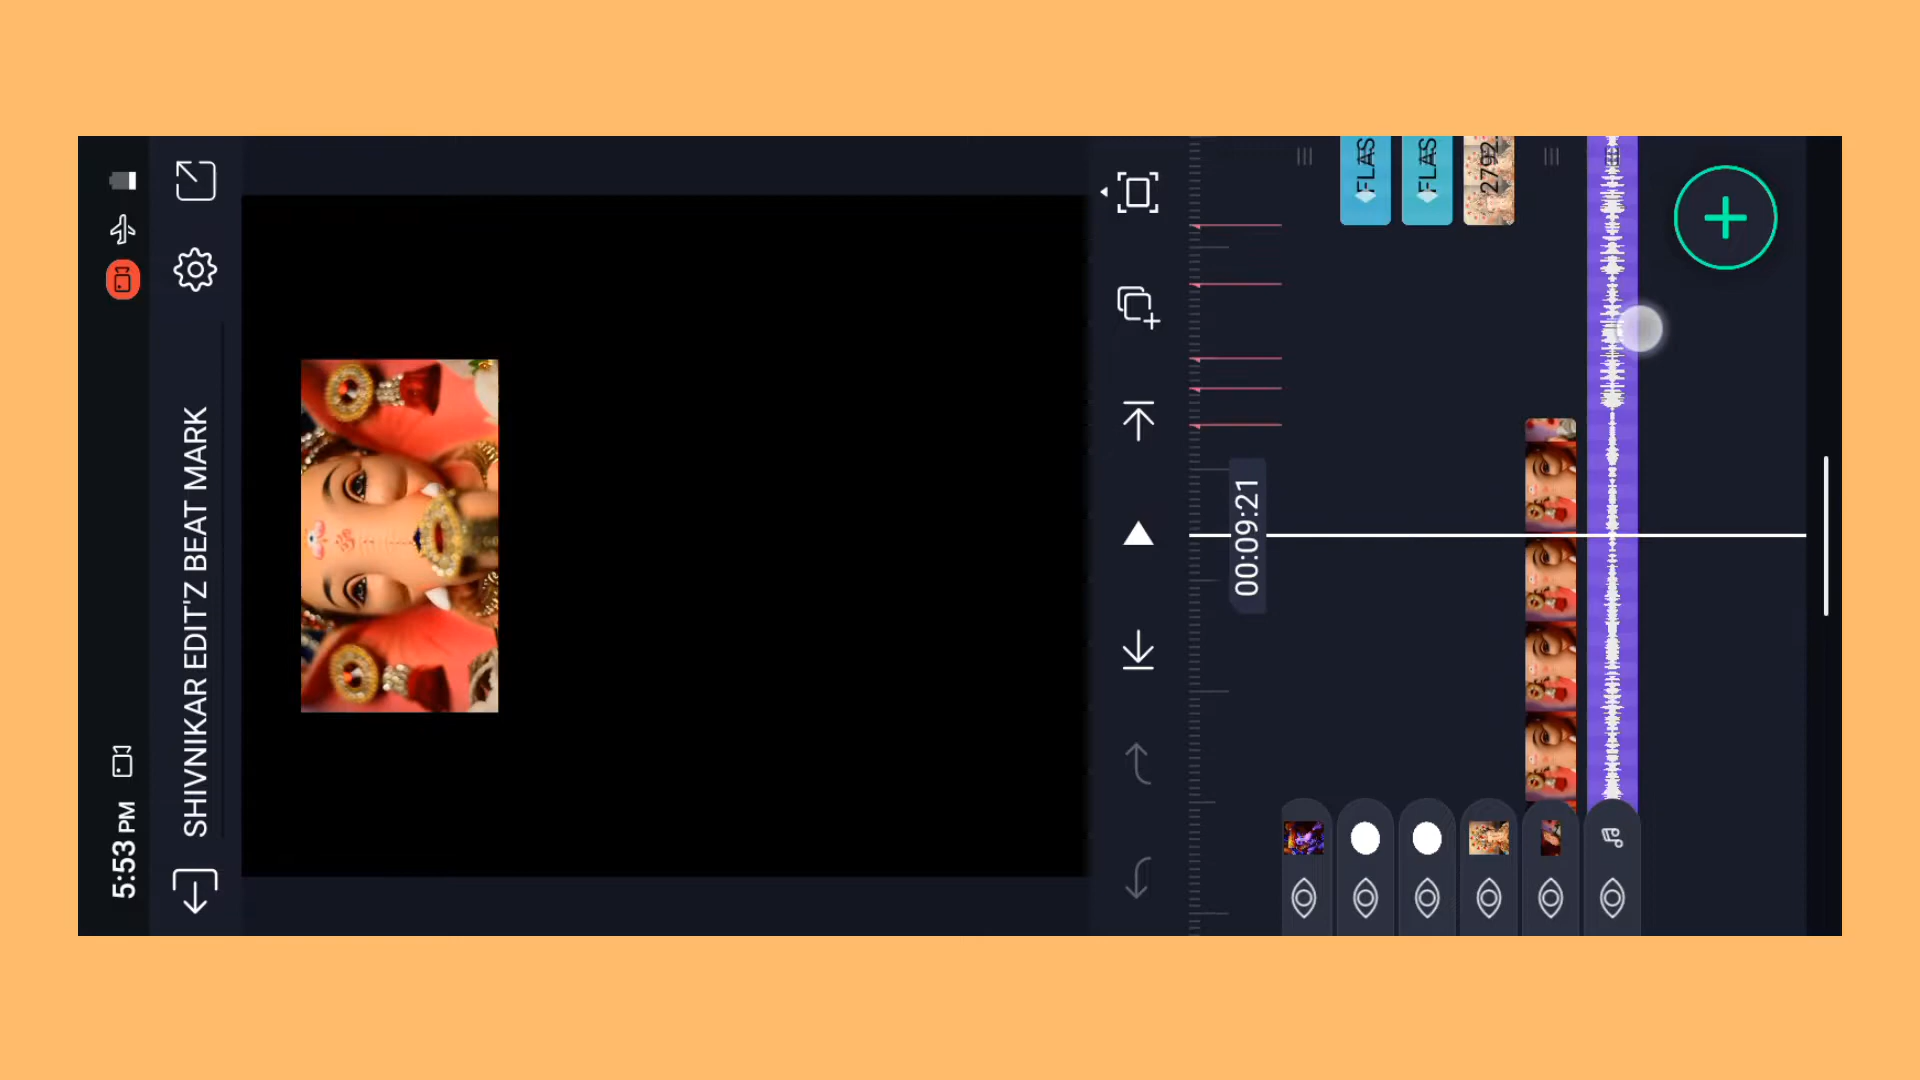 5:53 PM
SHIVNIKAR EDIT'Z BEAT MARK
00:09:21
FLAS
FLAS
2792